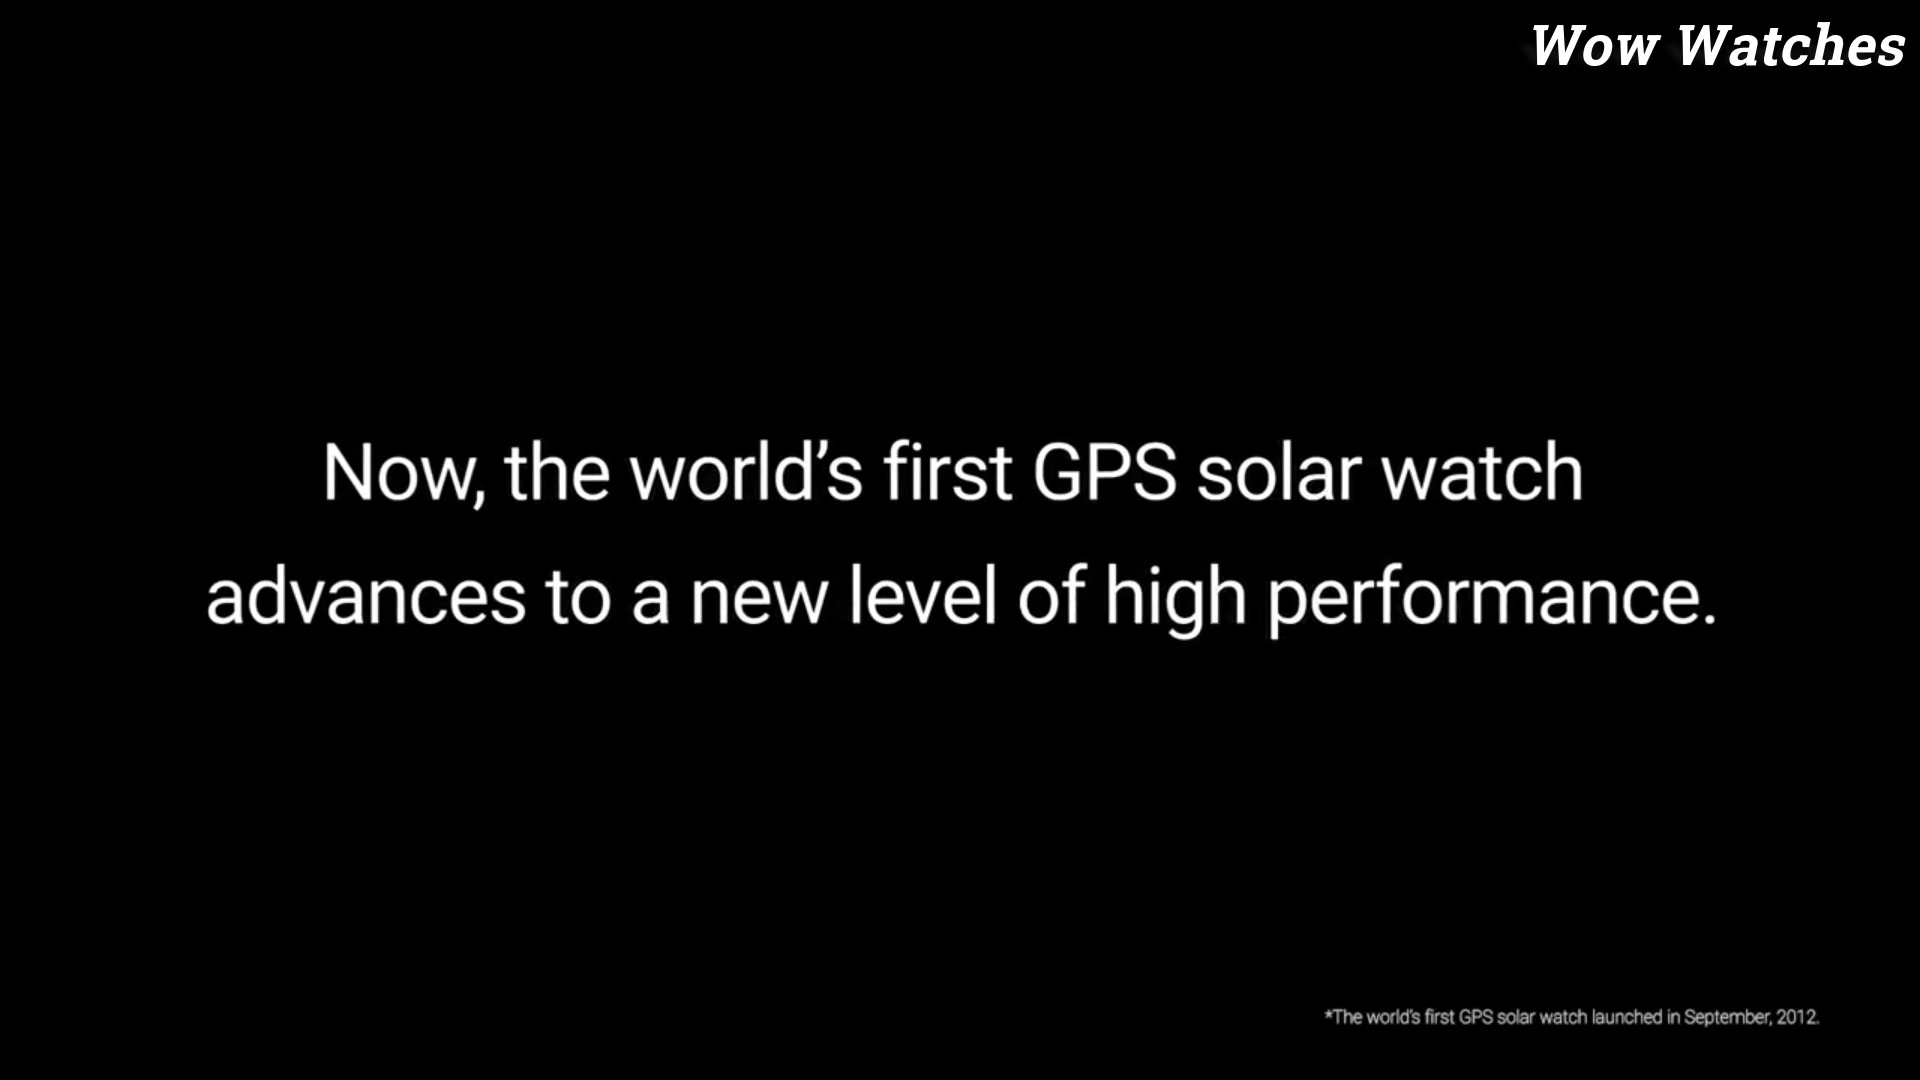 Wow Watches
Now, the world’s first GPS solar watch
advances to a new level of high performance.
*The world’s first GPS solar watch launched in September, 2012.